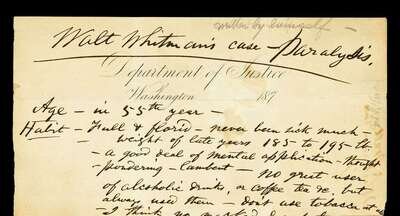 written by himself —
Walt Whitman's case — Paralysis.
Department of Justice
Washington 187
Age — in 55th year —
Habit — Full & florid — never been sick much —
— weight of late years 185 to 195 lb
— a good deal of mental application — thought
— pondering — — no great user
of alcoholic drinks, or coffee tea &c. but
always used them — don't use tobacco at
— I think no